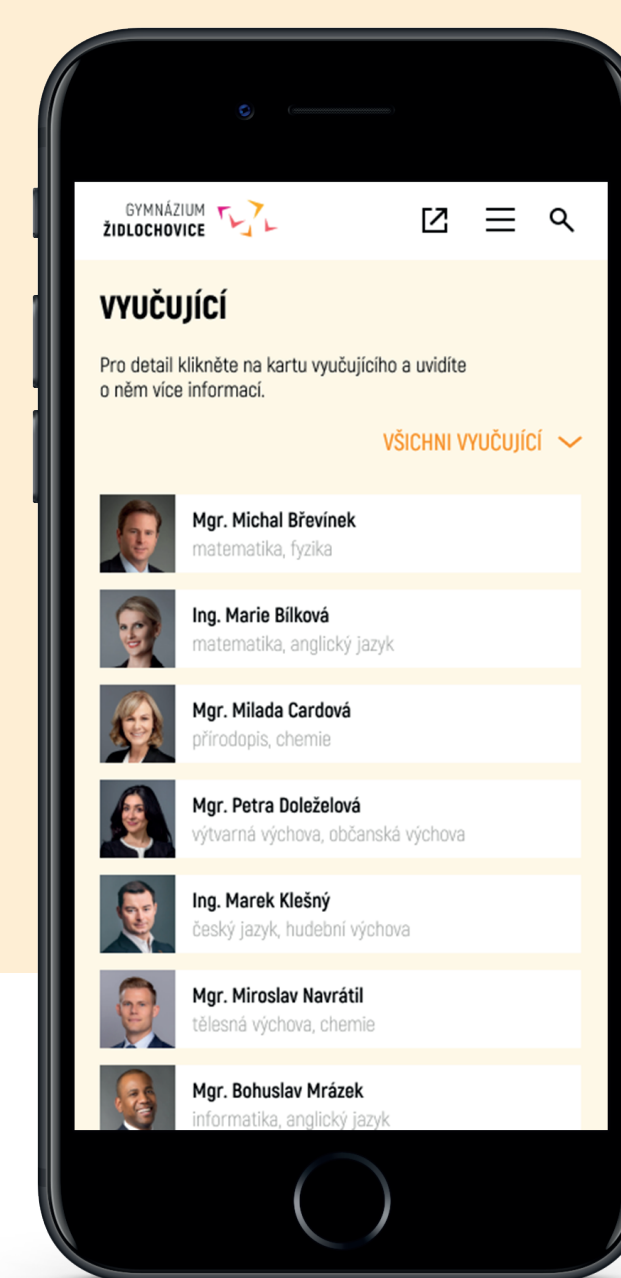 GYMNÁZIUM
ŽIDLOCHOVICE
VYUČUJÍCÍ
Pro detail klikněte na kartu vyučujícího a uvidíte
o něm více informací.
VŠICHNI VYUČUJÍCÍ
Mgr. Michal Břevínek
matematika, fyzika
Ing. Marie Bílková
matematika, anglický jazyk
Mgr. Milada Cardová
přírodopis, chemie
Mgr. Petra Doleželová
výtvarná výchova, občanská výchova
Ing. Marek Klešný
český jazyk, hudební výchova
Mgr. Miroslav Navrátil
tělesná výchova, chemie
Mgr. Bohuslav Mrázek
informatika, anglický jazyk